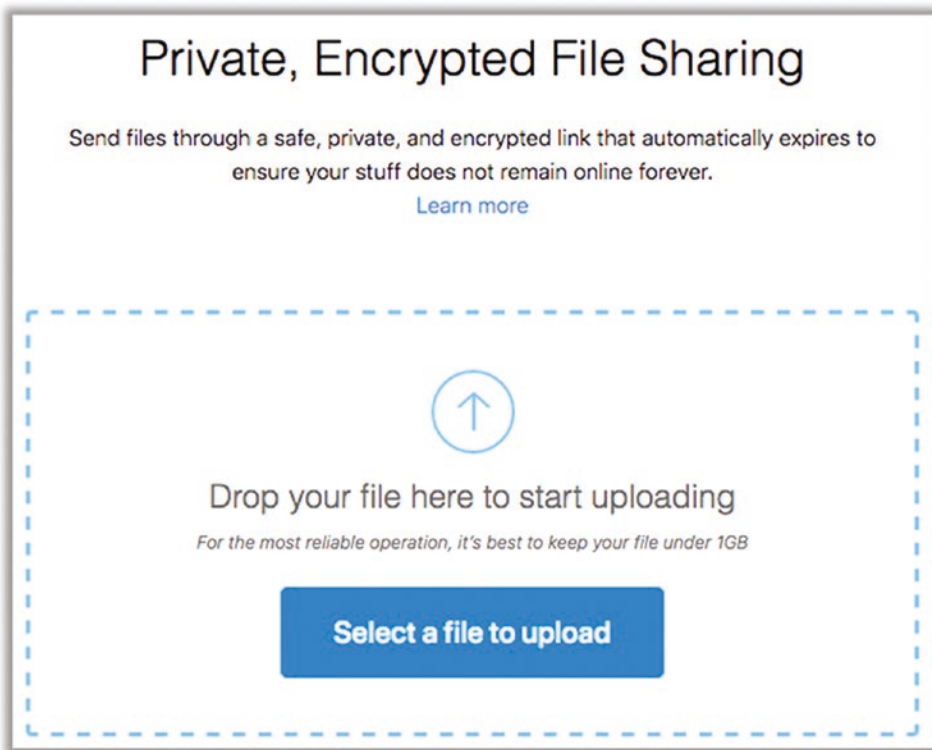 Private, Encrypted File Sharing
Send files through a safe, private, and encrypted link that automatically expires to
ensure your stuff does not remain online forever.
Learn more
Drop your file here to start uploading
For the most reliable operation, it's best to keep your file under 1GB
Select a file to upload